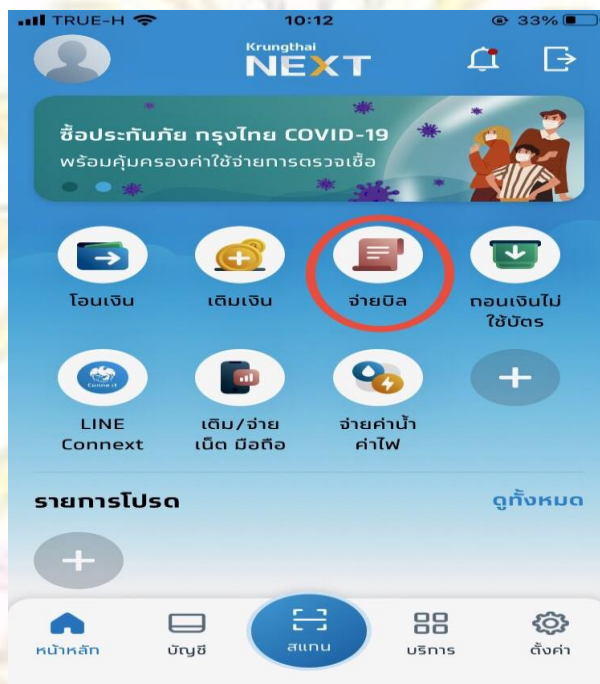 TRUE-H 10:12 33%
Krungthai
NEXT
ซื้อประกันภัย กรุงไทย COVID-19
พร้อมคุ้มครองค่าใช้จ่ายการตรวจเชื้อ
โอนเงิน เติมเงิน จ่ายบิล ถอนเงินไม่
ใช้บัตร
Connext
LINE เติม/จ่าย จ่ายค่าน้ำ
Connext เน็ต มือถือ ค่าไฟ
รายการโปรด ดูทั้งหมด
หน้าหลัก บัญชี สแกน บริการ ตั้งค่า